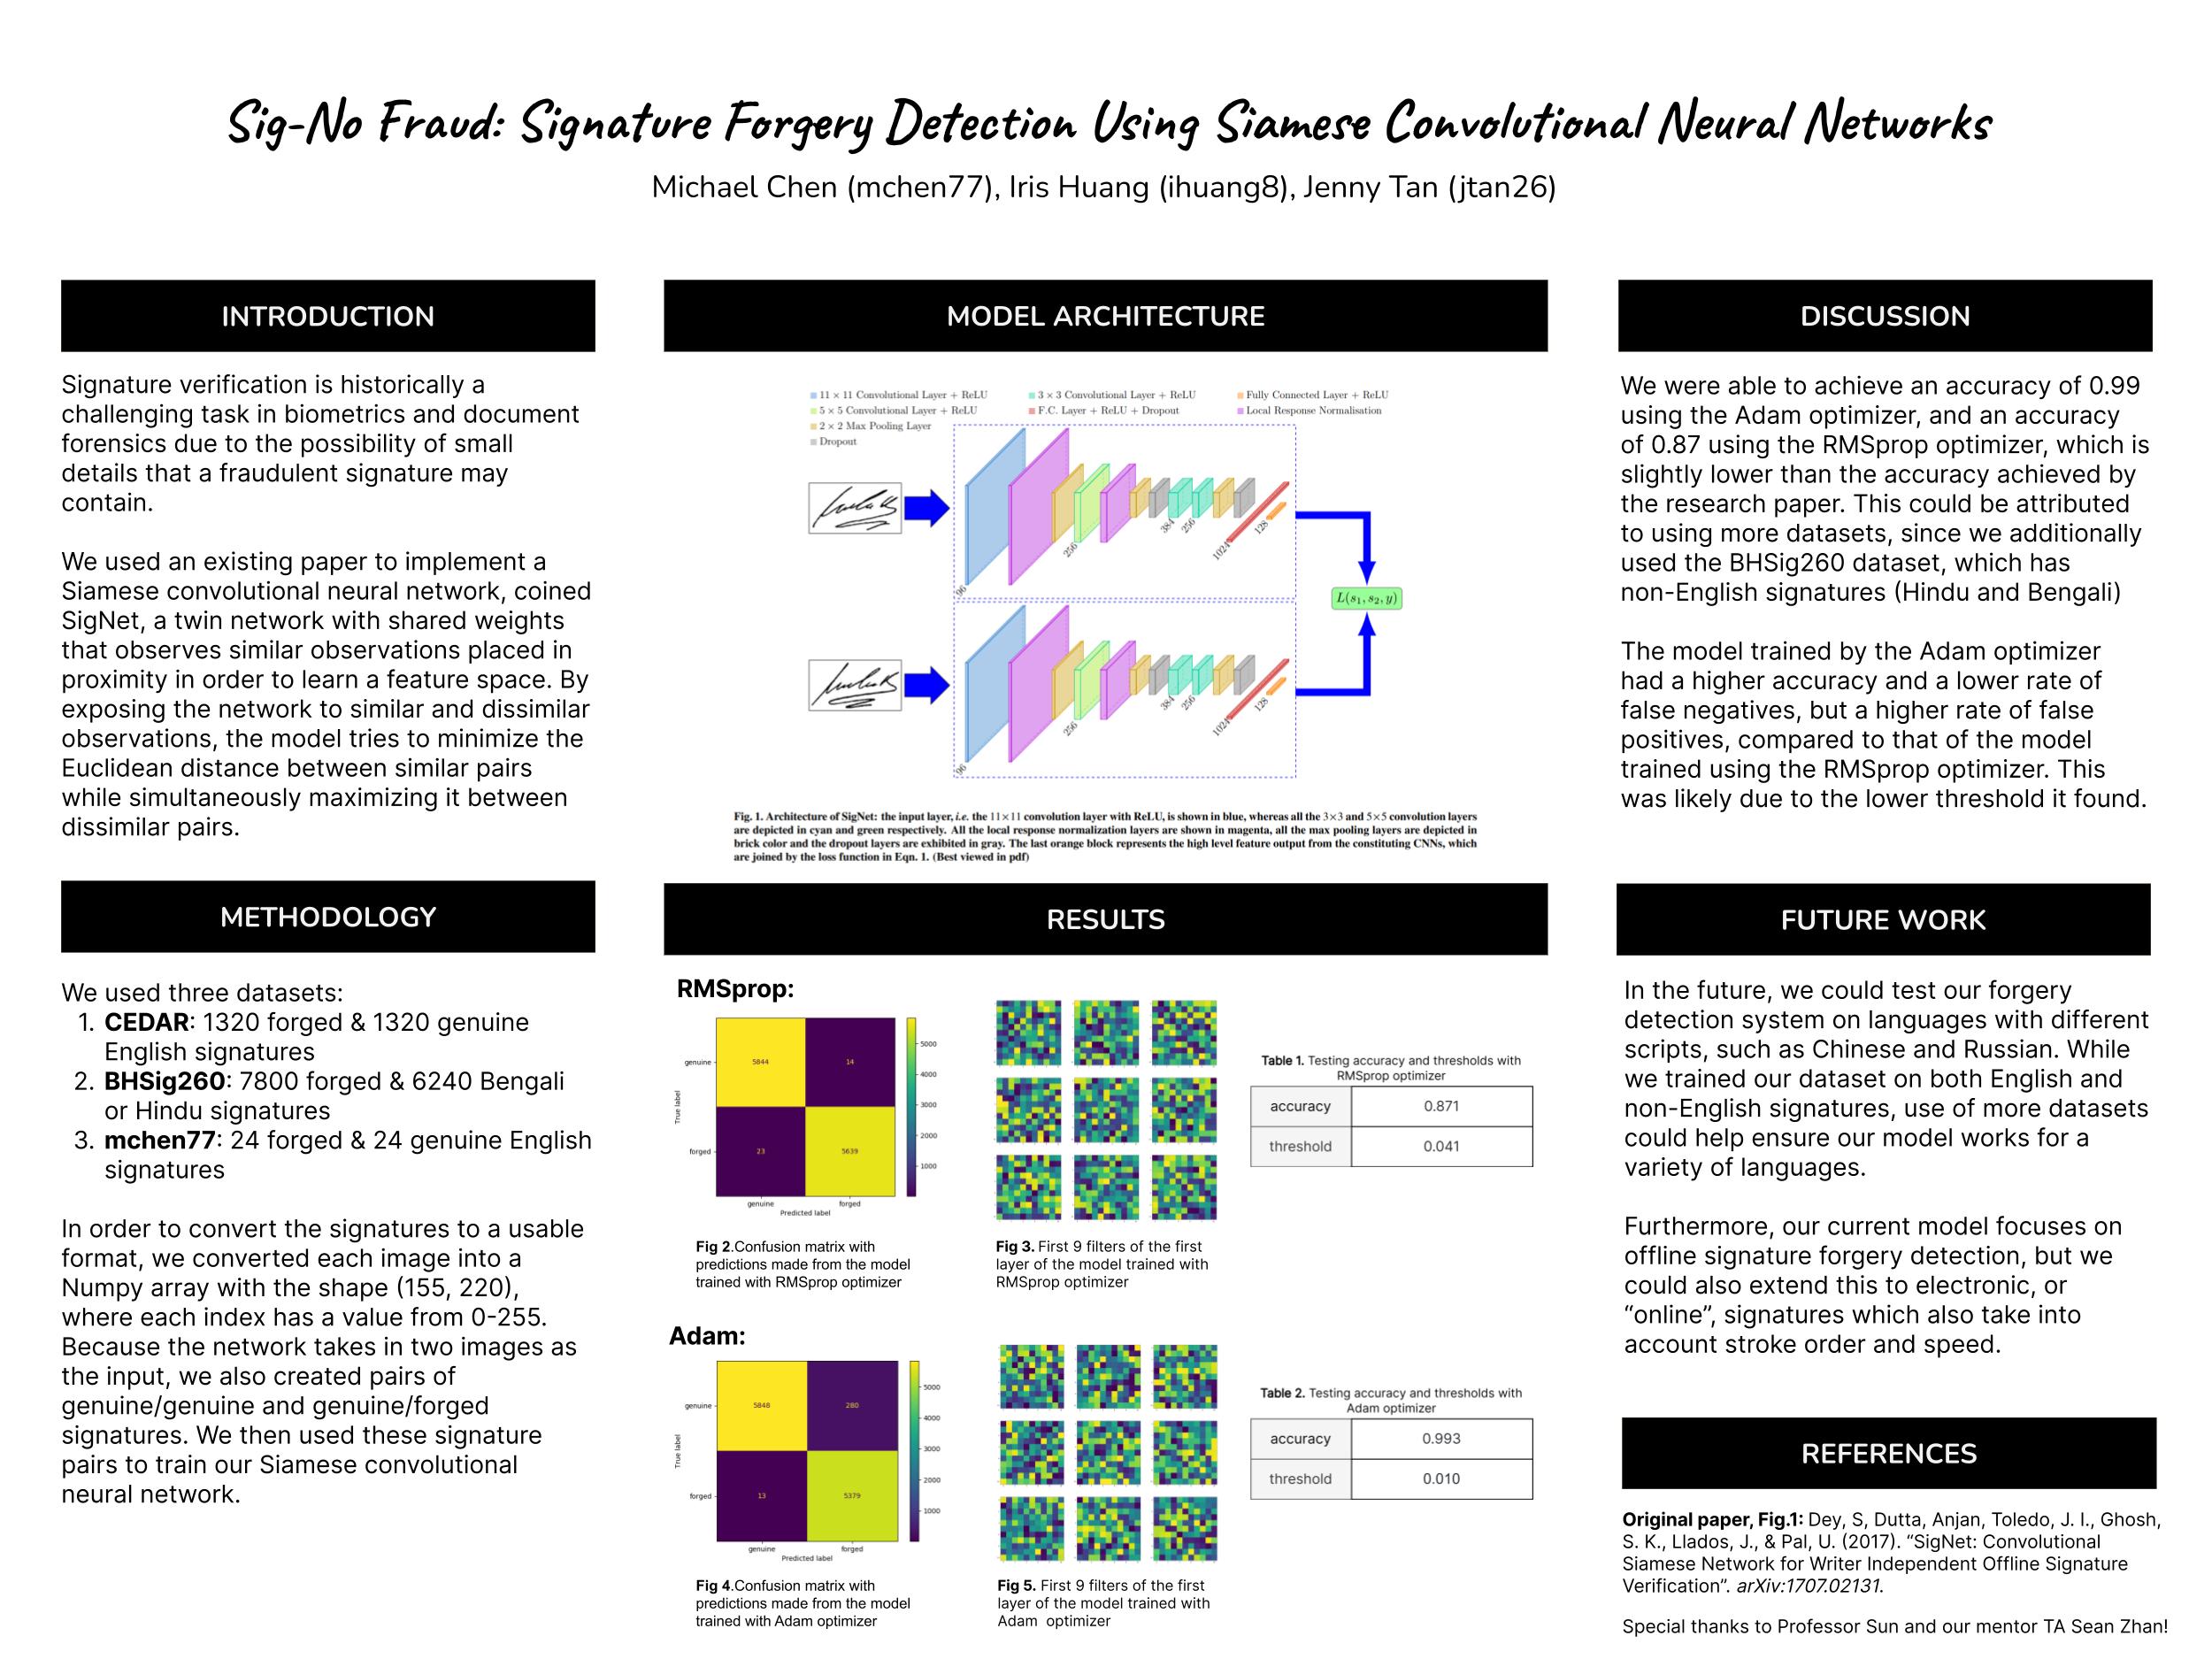 Sig-No Fraud: Signature Forgery Detection Using Siamese Convolutional Neural Networks
Michael Chen (mchen77), Iris Huang (ihuang8), Jenny Tan (jtan26)
INTRODUCTION
Signature verification is historically a
challenging task in biometrics and document
forensics due to the possibility of small
details that a fraudulent signature may
contain.
We used an existing paper to implement a
Siamese convolutional neural network, coined
SigNet, a twin network with shared weights
that observes similar observations placed in
proximity in order to learn a feature space. By
exposing the network to similar and dissimilar
observations, the model tries to minimize the
Euclidean distance between similar pairs
while simultaneously maximizing it between
dissimilar pairs.
METHODOLOGY
We used three datasets:
1. CEDAR: 1320 forged & 1320 genuine
English signatures
2. BHSig260: 7800 forged & 6240 Bengali
or Hindu signatures
3. mchen77: 24 forged & 24 genuine English
signatures
In order to convert the signatures to a usable
format, we converted each image into a
Numpy array with the shape (155, 220),
where each index has a value from 0-255.
Because the network takes in two images as
the input, we also created pairs of
genuine/genuine and genuine/forged
signatures. We then used these signature
pairs to train our Siamese convolutional
neural network.
MODEL ARCHITECTURE
11 × 11 Convolutional Layer + ReLU
3 × 3 Convolutional Layer + ReLU
Fully Connected Layer + ReLU
5 × 5 Convolutional Layer + ReLU
F.C. Layer + ReLU + Dropout
Local Response Normalisation
2 × 2 Max Pooling Layer
Dropout
96
256
384
256
1024
128
L(s₁, s₂, y)
96
256
384
256
1024
128
Fig. 1. Architecture of SigNet: the input layer, i.e. the 11×11 convolution layer with ReLU, is shown in blue, whereas all the 3×3 and 5×5 convolution layers
are depicted in cyan and green respectively. All the local response normalization layers are shown in magenta, all the max pooling layers are depicted in
brick color and the dropout layers are exhibited in gray. The last orange block represents the high level feature output from the constituting CNNs, which
are joined by the loss function in Eqn. 1. (Best viewed in pdf)
RESULTS
RMSprop:
True label
genuine
forged
5844
14
23
5639
genuine
forged
Predicted label
5000
4000
3000
2000
1000
Fig 2.Confusion matrix with
predictions made from the model
trained with RMSprop optimizer
Fig 3. First 9 filters of the first
layer of the model trained with
RMSprop optimizer
Table 1. Testing accuracy and thresholds with
RMSprop optimizer
accuracy 0.871
threshold 0.041
Adam:
True label
genuine
forged
5848
280
13
5379
genuine
forged
Predicted label
5000
4000
3000
2000
1000
Fig 4.Confusion matrix with
predictions made from the model
trained with Adam optimizer
Fig 5. First 9 filters of the first
layer of the model trained with
Adam optimizer
Table 2. Testing accuracy and thresholds with
Adam optimizer
accuracy 0.993
threshold 0.010
DISCUSSION
We were able to achieve an accuracy of 0.99
using the Adam optimizer, and an accuracy
of 0.87 using the RMSprop optimizer, which is
slightly lower than the accuracy achieved by
the research paper. This could be attributed
to using more datasets, since we additionally
used the BHSig260 dataset, which has
non-English signatures (Hindu and Bengali)
The model trained by the Adam optimizer
had a higher accuracy and a lower rate of
false negatives, but a higher rate of false
positives, compared to that of the model
trained using the RMSprop optimizer. This
was likely due to the lower threshold it found.
FUTURE WORK
In the future, we could test our forgery
detection system on languages with different
scripts, such as Chinese and Russian. While
we trained our dataset on both English and
non-English signatures, use of more datasets
could help ensure our model works for a
variety of languages.
Furthermore, our current model focuses on
offline signature forgery detection, but we
could also extend this to electronic, or
“online”, signatures which also take into
account stroke order and speed.
REFERENCES
Original paper, Fig.1: Dey, S, Dutta, Anjan, Toledo, J. I., Ghosh,
S. K., Llados, J., & Pal, U. (2017). “SigNet: Convolutional
Siamese Network for Writer Independent Offline Signature
Verification”. arXiv:1707.02131.
Special thanks to Professor Sun and our mentor TA Sean Zhan!